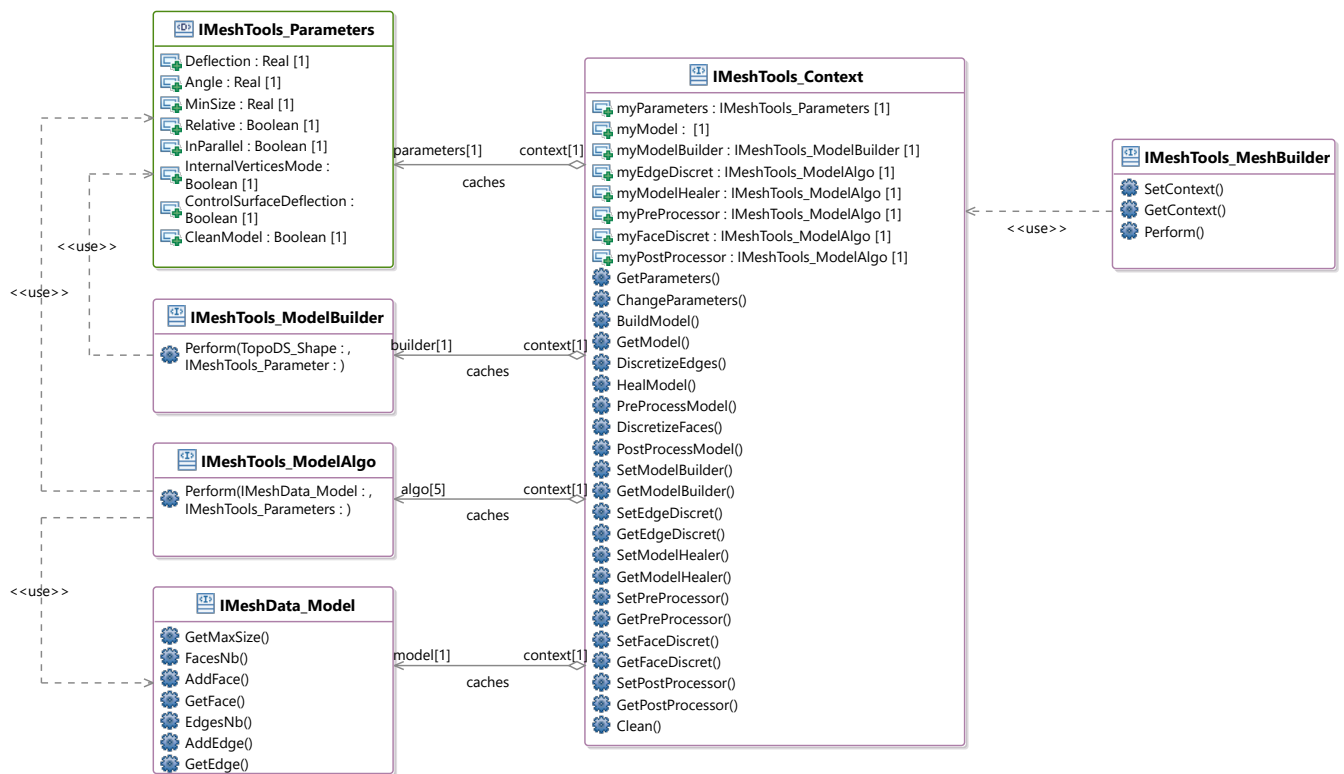 IMeshTools_Parameters
Deflection : Real [1]
Angle : Real [1]
MinSize : Real [1]
Relative : Boolean [1]
InParallel : Boolean [1]
InternalVerticesMode :
Boolean [1]
ControlSurfaceDeflection :
Boolean [1]
CleanModel : Boolean [1]
<<use>>
<<use>>
IMeshTools_ModelBuilder
Perform(TopoDS_Shape : ,
IMeshTools_Parameter : )
IMeshTools_ModelAlgo
Perform(IMeshData_Model : ,
IMeshTools_Parameters : )
<<use>>
IMeshData_Model
GetMaxSize()
FacesNb()
AddFace()
GetFace()
EdgesNb()
AddEdge()
GetEdge()
parameters[1]
context[1]
caches
builder[1]
context[1]
caches
algo[5]
context[1]
caches
model[1]
context[1]
caches
IMeshTools_Context
myParameters : IMeshTools_Parameters [1]
myModel :  [1]
myModelBuilder : IMeshTools_ModelBuilder [1]
myEdgeDiscret : IMeshTools_ModelAlgo [1]
myModelHealer : IMeshTools_ModelAlgo [1]
myPreProcessor : IMeshTools_ModelAlgo [1]
myFaceDiscret : IMeshTools_ModelAlgo [1]
myPostProcessor : IMeshTools_ModelAlgo [1]
GetParameters()
ChangeParameters()
BuildModel()
GetModel()
DiscretizeEdges()
HealModel()
PreProcessModel()
DiscretizeFaces()
PostProcessModel()
SetModelBuilder()
GetModelBuilder()
SetEdgeDiscret()
GetEdgeDiscret()
SetModelHealer()
GetModelHealer()
SetPreProcessor()
GetPreProcessor()
SetFaceDiscret()
GetFaceDiscret()
SetPostProcessor()
GetPostProcessor()
Clean()
<<use>>
IMeshTools_MeshBuilder
SetContext()
GetContext()
Perform()